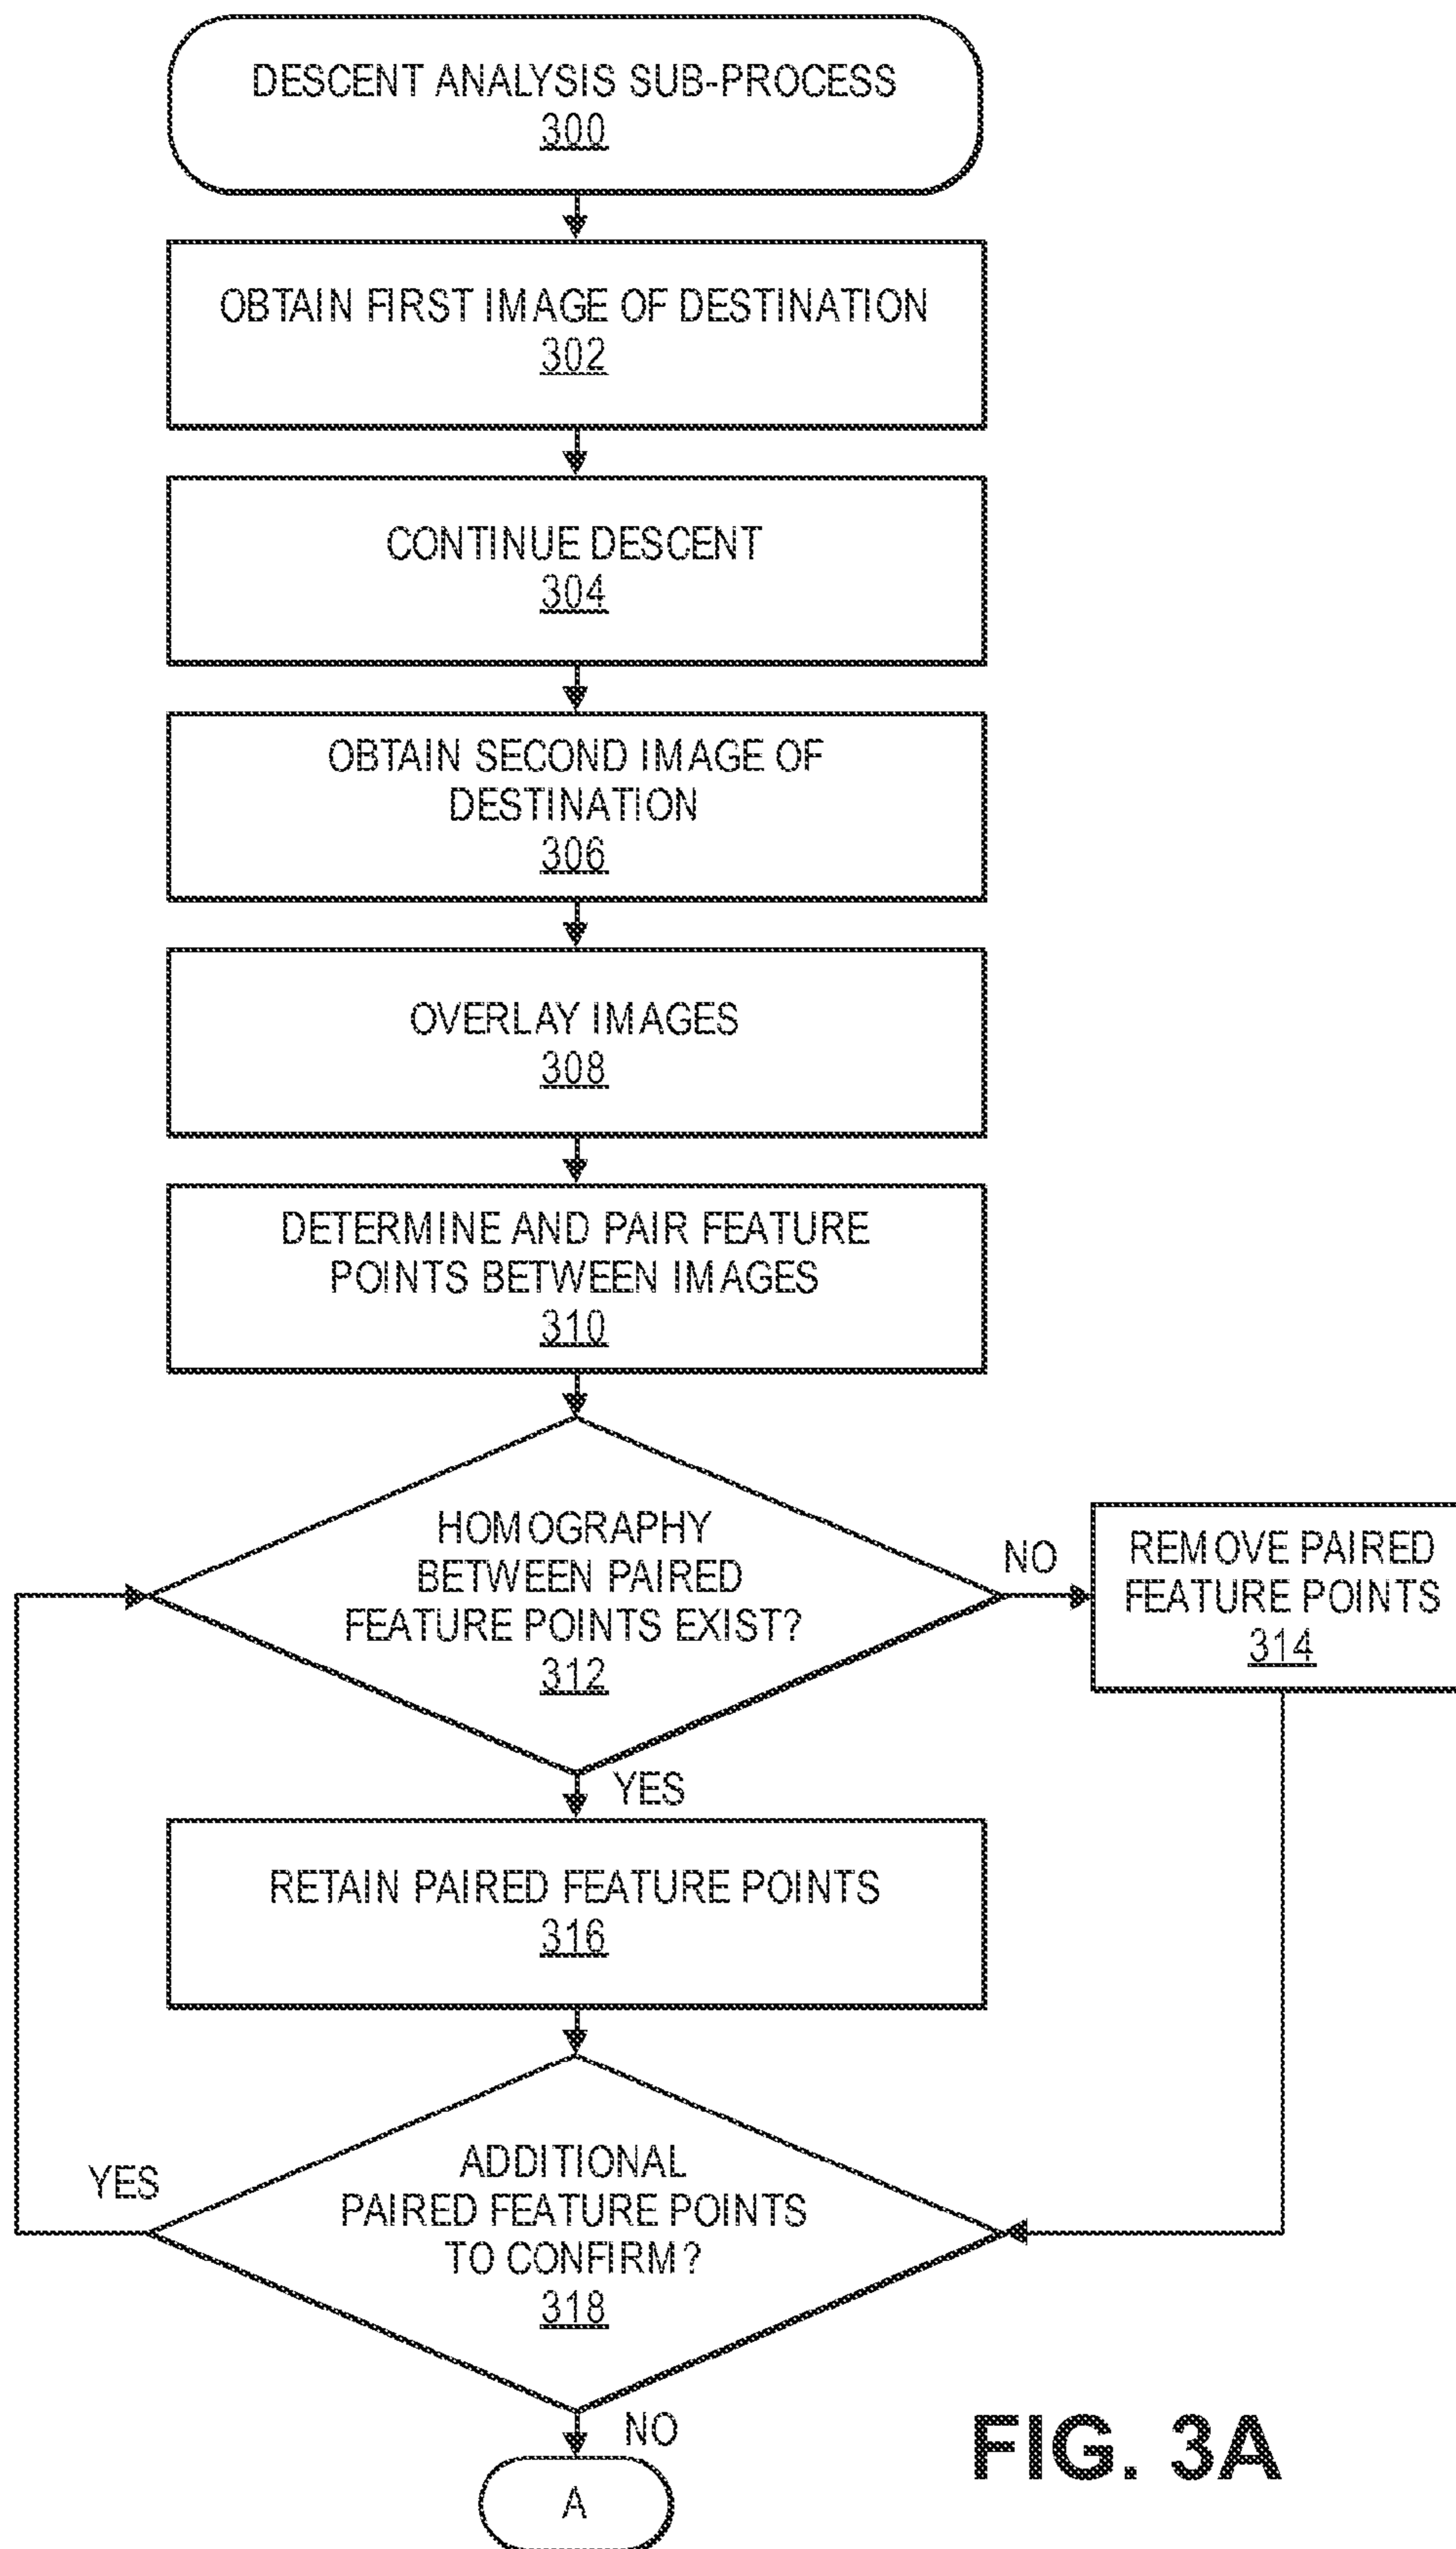 DESCENT ANALYSIS SUB-PROCESS
300
OBTAIN FIRST IMAGE OF DESTINATION
302
CONTINUE DESCENT
304
OBTAIN SECOND IMAGE OF
DESTINATION
306
OVERLAY IMAGES
308
DETERMINE AND PAIR FEATURE
POINTS BETWEEN IMAGES
310
HOMOGRAPHY
BETWEEN PAIRED
FEATURE POINTS EXIST?
312
NO
REMOVE PAIRED
FEATURE POINTS
314
YES
RETAIN PAIRED FEATURE POINTS
316
ADDITIONAL
PAIRED FEATURE POINTS
TO CONFIRM?
318
YES
NO
A
FIG. 3A